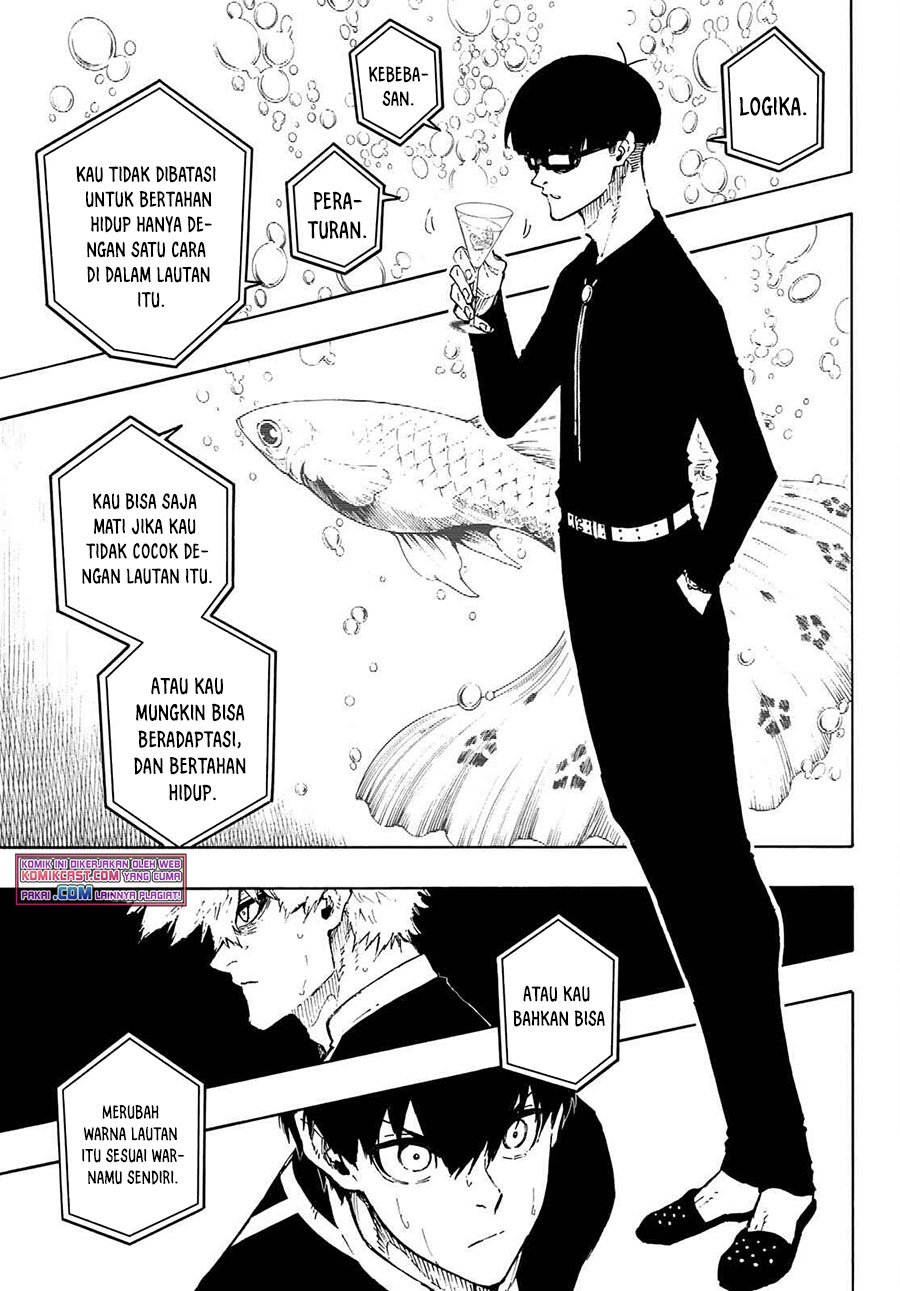 LOGIKA.
KEBEBA-
SAN.
PERA-
TURAN.
KAU TIDAK DIBATASI
UNTUK BERTAHAN
HIDUP HANYA DE-
NGAN SATU CARA
DI DALAM LAUTAN
ITU.
KAU BISA SAJA
MATI JIKA KAU
TIDAK COCOK DE-
NGAN LAUTAN ITU.
ATAU KAU
MUNGKIN BISA
BERADAPTASI,
DAN BERTAHAN
HIDUP.
KOMIK INI DIKERJAKAN OLEH WEB
KOMIKCAST.COM YANG CUMA
PAKAI .COM LAINNYA PLAGIAT!
ATAU KAU
BAHKAN BISA
MERUBAH
WARNA LAUTAN
ITU SESUAI WAR-
NAMU SENDIRI.